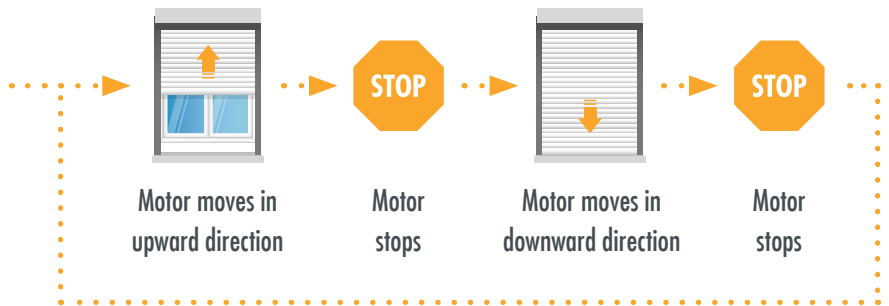 STOP
STOP
Motor moves in
upward direction
Motor
stops
Motor moves in
downward direction
Motor
stops